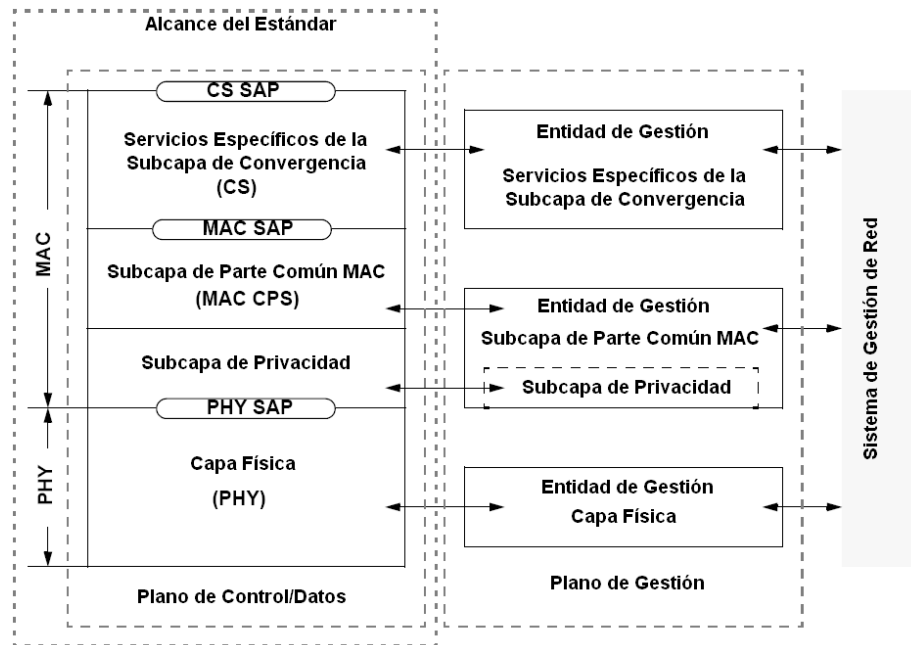 Alcance del Estándar
CS SAP
Servicios Específicos de la
Subcapa de Convergencia
(CS)
MAC SAP
Subcapa de Parte Común MAC
(MAC CPS)
Subcapa de Privacidad
PHY SAP
Capa Física
(PHY)
Plano de Control/Datos
MAC
PHY
Entidad de Gestión
Servicios Específicos de la
Subcapa de Convergencia
Entidad de Gestión
Subcapa de Parte Común MAC
Subcapa de Privacidad
Entidad de Gestión
Capa Física
Plano de Gestión
Sistema de Gestión de Red